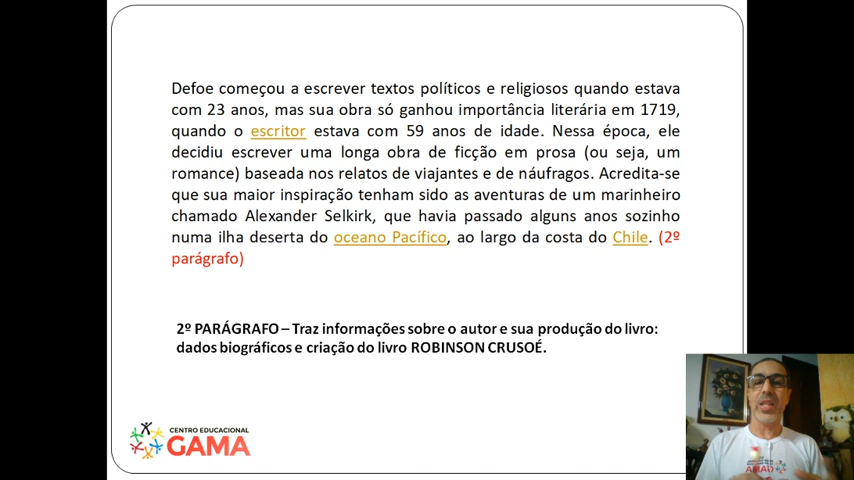 Defoe começou a escrever textos políticos e religiosos quando estava
com 23 anos, mas sua obra só ganhou importância literária em 1719,
quando o escritor estava com 59 anos de idade. Nessa época, ele
decidiu escrever uma longa obra de ficção em prosa (ou seja, um
romance) baseada nos relatos de viajantes e de náufragos. Acredita-se
que sua maior inspiração tenham sido as aventuras de um marinheiro
chamado Alexander Selkirk, que havia passado alguns anos sozinho
numa ilha deserta do oceano Pacífico, ao largo da costa do Chile. (2º
parágrafo)
2º PARÁGRAFO – Traz informações sobre o autor e sua produção do livro:
dados biográficos e criação do livro ROBINSON CRUSOÉ.
CENTRO EDUCACIONAL
GAMA